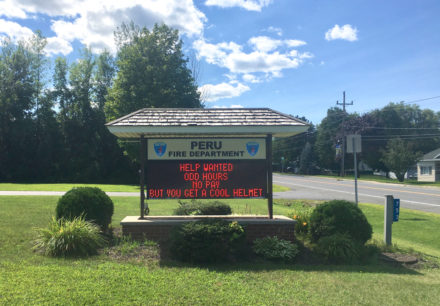 PERU
FIRE DEPARTMENT
HELP WANTED
ODD HOURS
NO PAY
BUT YOU GET A COOL HELMET